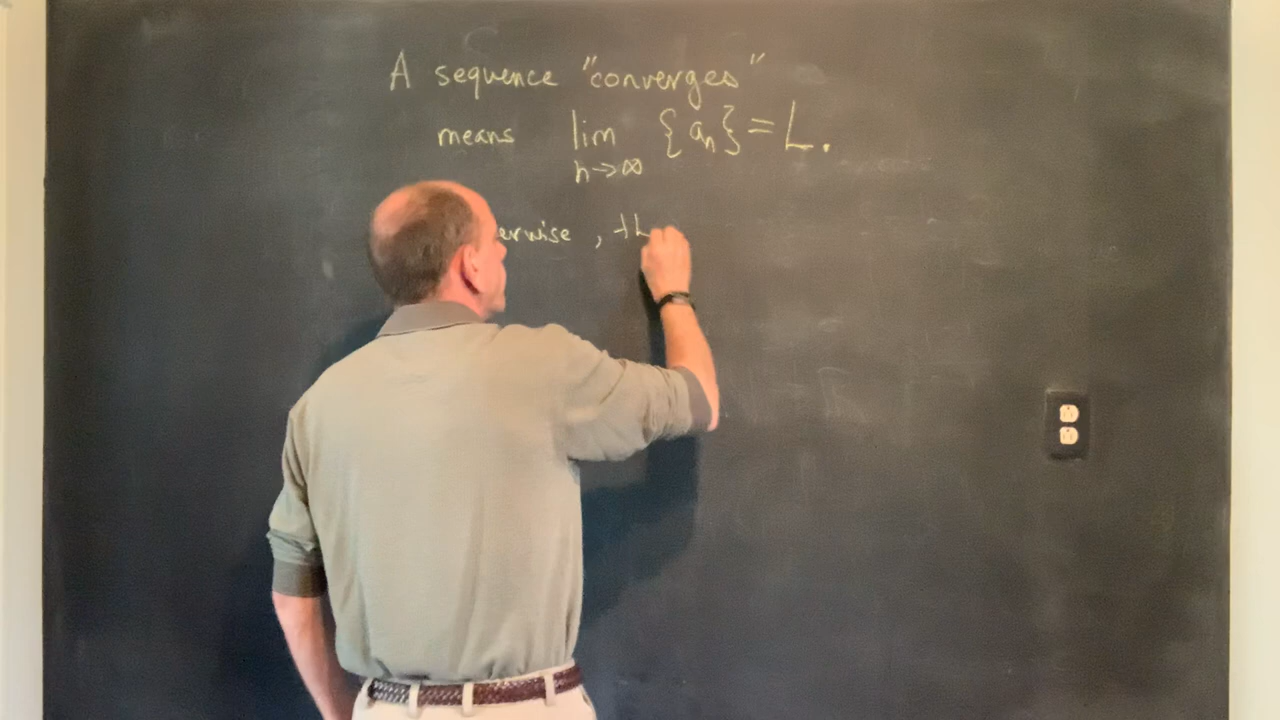 A sequence "converges"
means lim {aₙ} = L.
n→∞
erwise, th